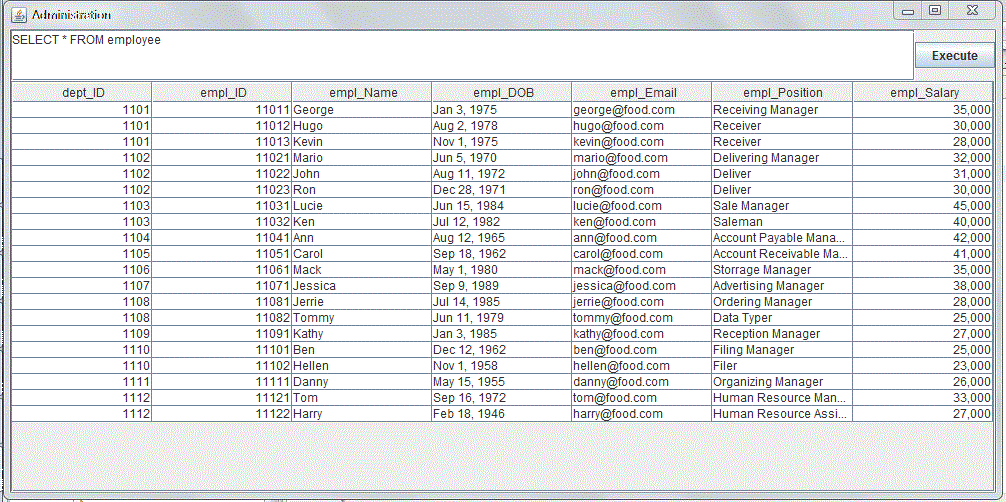 Administration
SELECT * FROM employee
Execute
dept_ID empl_ID empl_Name empl_DOB empl_Email empl_Position empl_Salary
1101 11011 George Jan 3, 1975 george@food.com Receiving Manager 35,000
1101 11012 Hugo Aug 2, 1978 hugo@food.com Receiver 30,000
1101 11013 Kevin Nov 1, 1975 kevin@food.com Receiver 28,000
1102 11021 Mario Jun 5, 1970 mario@food.com Delivering Manager 32,000
1102 11022 John Aug 11, 1972 john@food.com Deliver 31,000
1102 11023 Ron Dec 28, 1971 ron@food.com Deliver 30,000
1103 11031 Lucie Jun 15, 1984 lucie@food.com Sale Manager 45,000
1103 11032 Ken Jul 12, 1982 ken@food.com Saleman 40,000
1104 11041 Ann Aug 12, 1965 ann@food.com Account Payable Mana... 42,000
1105 11051 Carol Sep 18, 1962 carol@food.com Account Receivable Ma... 41,000
1106 11061 Mack May 1, 1980 mack@food.com Storrage Manager 35,000
1107 11071 Jessica Sep 9, 1989 jessica@food.com Advertising Manager 38,000
1108 11081 Jerrie Jul 14, 1985 jerrie@food.com Ordering Manager 28,000
1108 11082 Tommy Jun 11, 1979 tommy@food.com Data Typer 25,000
1109 11091 Kathy Jan 3, 1985 kathy@food.com Reception Manager 27,000
1110 11101 Ben Dec 12, 1962 ben@food.com Filing Manager 25,000
1110 11102 Hellen Nov 1, 1958 hellen@food.com Filer 23,000
1111 11111 Danny May 15, 1955 danny@food.com Organizing Manager 26,000
1112 11121 Tom Sep 16, 1972 tom@food.com Human Resource Man... 33,000
1112 11122 Harry Feb 18, 1946 harry@food.com Human Resource Assi... 27,000